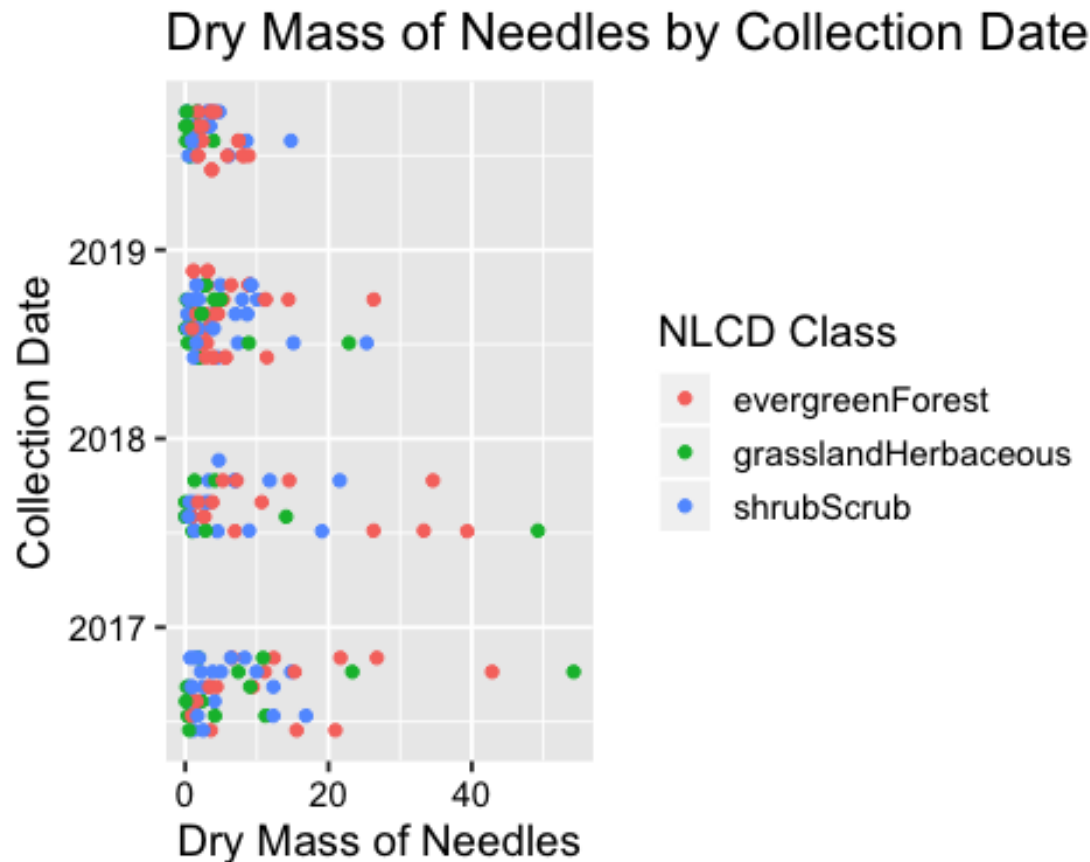 Dry Mass of Needles by Collection Date
Collection Date
2019
2018
2017
0 20 40
Dry Mass of Needles
NLCD Class
evergreenForest
grasslandHerbaceous
shrubScrub